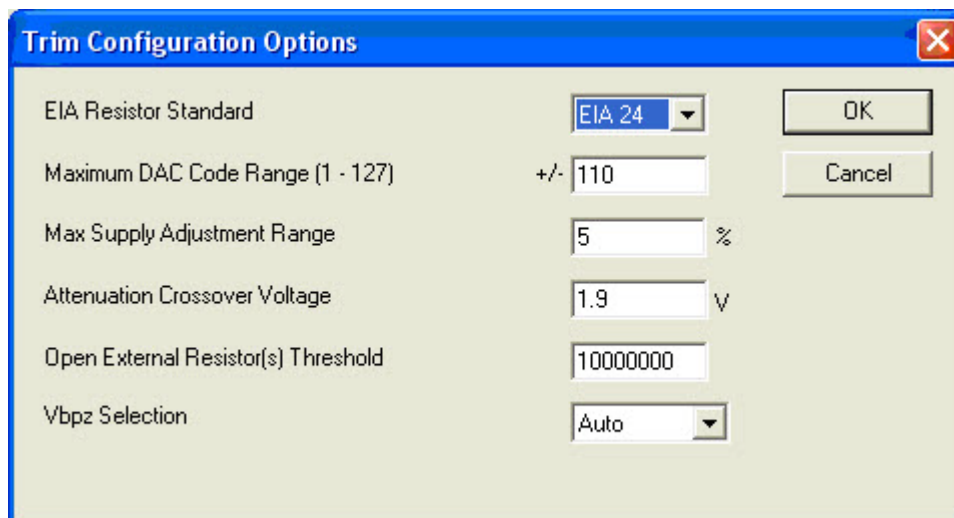 Trim Configuration Options
EIA Resistor Standard EIA 24 OK
Maximum DAC Code Range (1 - 127) +/- 110 Cancel
Max Supply Adjustment Range 5 %
Attenuation Crossover Voltage 1.9 V
Open External Resistor(s) Threshold 10000000
Vbpz Selection Auto